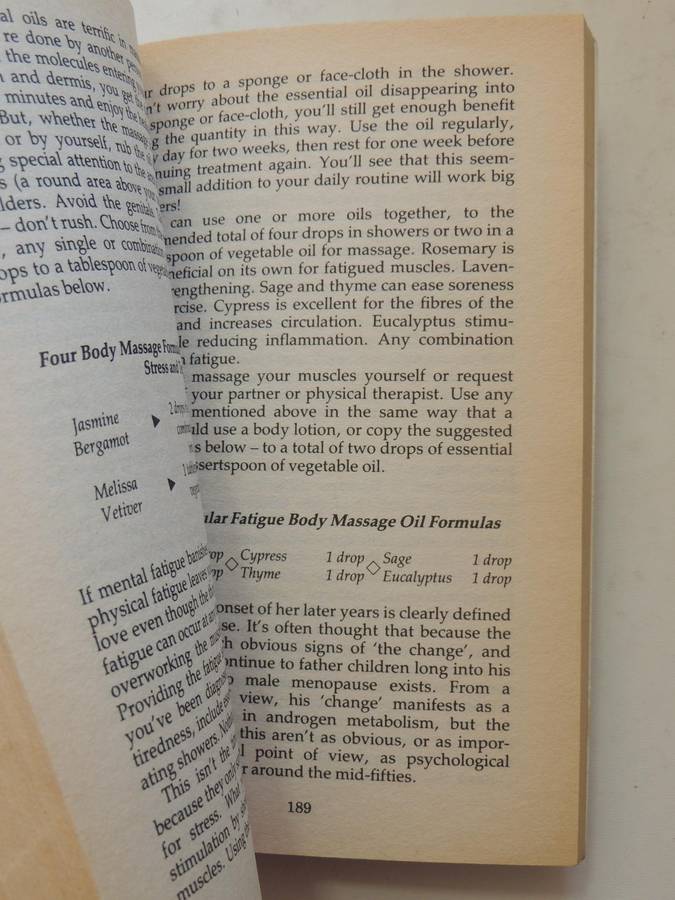 al oils are terrific in
re done by another
the molecules entering
and dermis, you get
minutes and enjoy the
But, whether the
or by yourself, rub the
special attention to the
(a round area above
ders. Avoid the
– don't rush. Choose from
, any single or combination
ops to a tablespoon of
ormulas below.
Four Body Massage
Stress and
Jasmine
Bergamot
2 drops
Melissa
Vetiver
If mental fatigue
physical fatigue leaves
love even though the
fatigue can occur at
overworking the
Providing the fatigue
you've been
tiredness, include
ating showers.
This isn't the
because they only
for stress. What
stimulation by
muscles. Using
ur drops to a sponge or face-cloth in the shower.
n't worry about the essential oil disappearing into
sponge or face-cloth, you'll still get enough benefit
g the quantity in this way. Use the oil regularly,
y day for two weeks, then rest for one week before
nuing treatment again. You'll see that this seem-
small addition to your daily routine will work big
ers!
can use one or more oils together, to the
mended total of four drops in showers or two in a
spoon of vegetable oil for massage. Rosemary is
neficial on its own for fatigued muscles. Laven-
rengthening. Sage and thyme can ease soreness
rcise. Cypress is excellent for the fibres of the
and increases circulation. Eucalyptus stimu-
le reducing inflammation. Any combination
fatigue.
massage your muscles yourself or request
your partner or physical therapist. Use any
mentioned above in the same way that a
uld use a body lotion, or copy the suggested
s below – to a total of two drops of essential
ssertspoon of vegetable oil.
ular Fatigue Body Massage Oil Formulas
op ◇ Cypress 1 drop ◇ Sage 1 drop
op Thyme 1 drop Eucalyptus 1 drop
onset of her later years is clearly defined
se. It's often thought that because the
h obvious signs of 'the change', and
ontinue to father children long into his
o male menopause exists. From a
view, his 'change' manifests as a
in androgen metabolism, but the
this aren't as obvious, or as impor-
l point of view, as psychological
r around the mid-fifties.
189